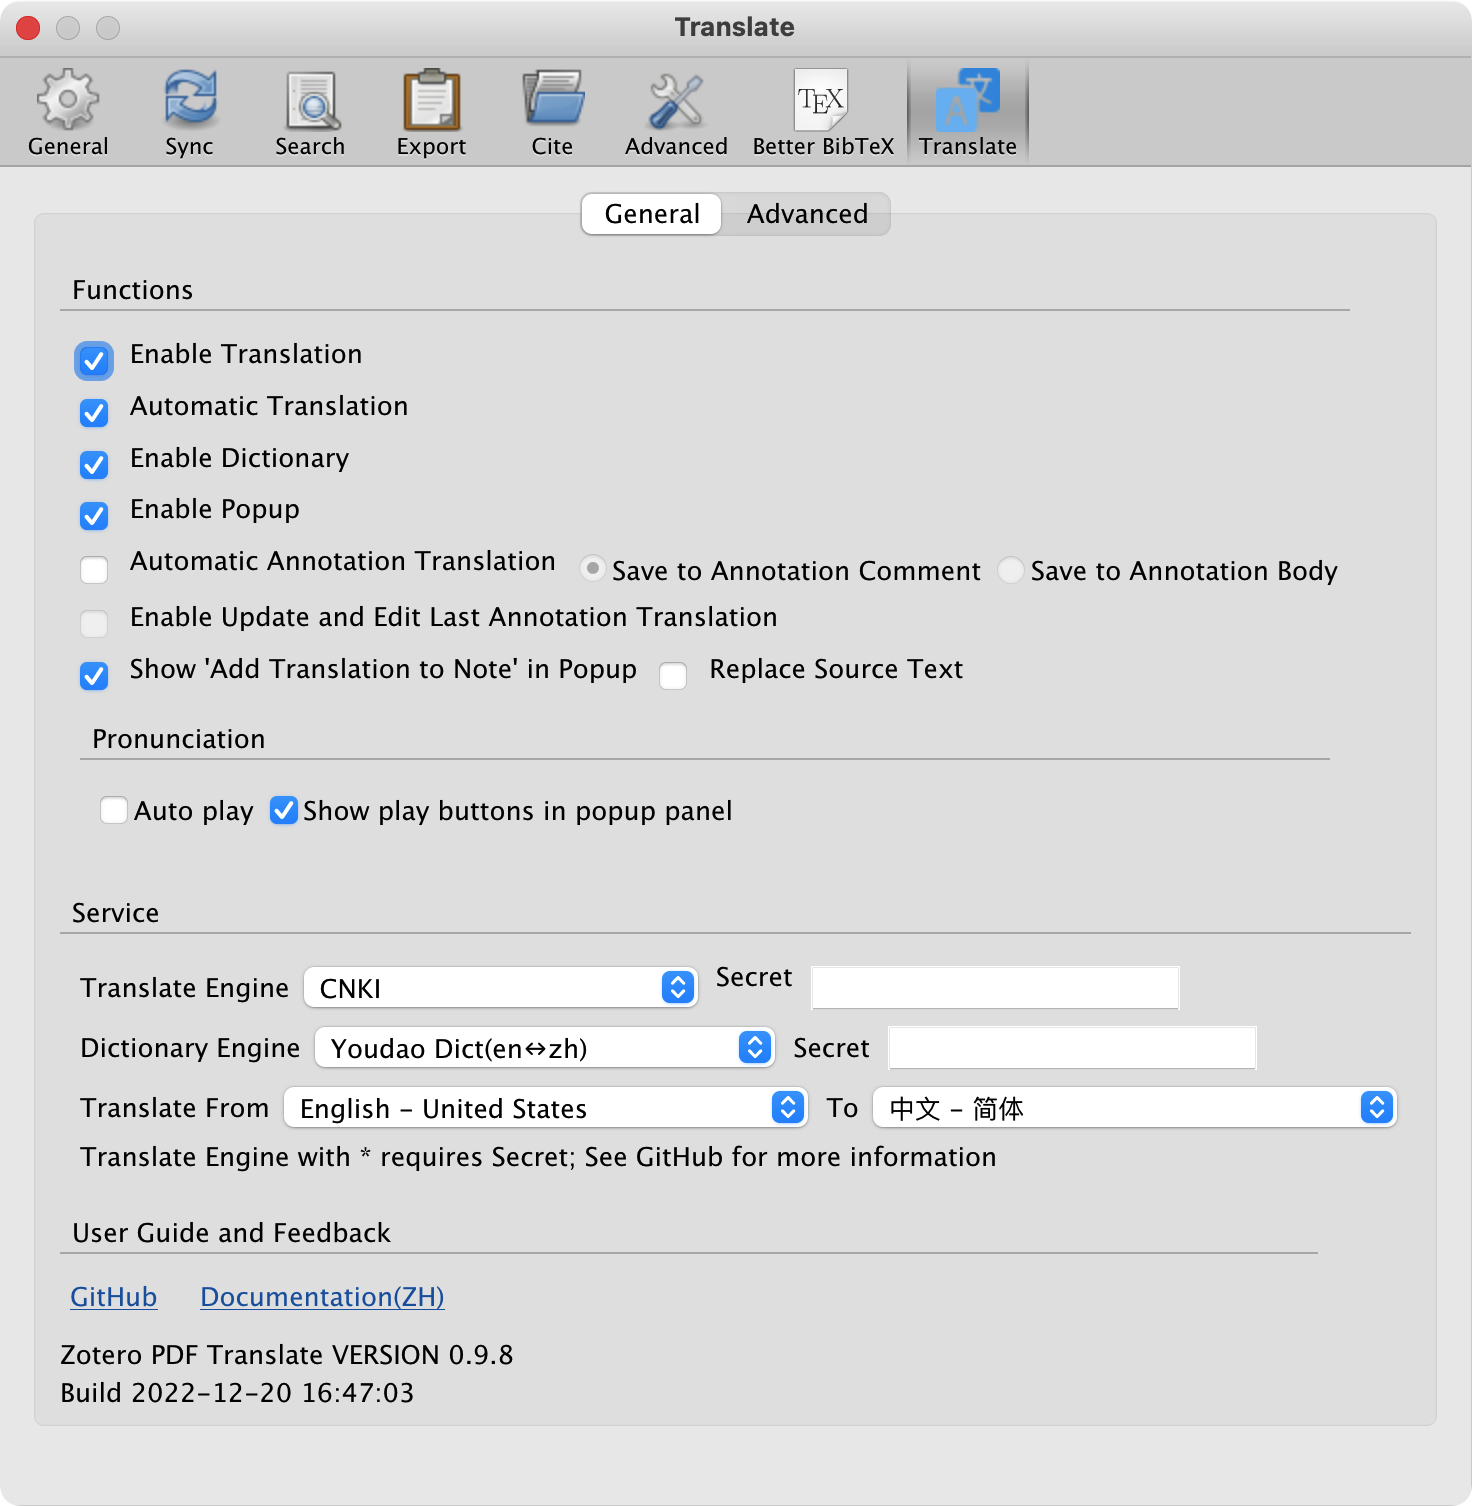 Translate
General Sync Search Export Cite Advanced Better BibTeX Translate
TEX
A 文
General Advanced
Functions
Enable Translation
Automatic Translation
Enable Dictionary
Enable Popup
Automatic Annotation Translation Save to Annotation Comment Save to Annotation Body
Enable Update and Edit Last Annotation Translation
Show 'Add Translation to Note' in Popup Replace Source Text
Pronunciation
Auto play Show play buttons in popup panel
Service
Translate Engine CNKI Secret
Dictionary Engine Youdao Dict(en↔zh) Secret
Translate From English – United States To 中文 – 简体
Translate Engine with * requires Secret; See GitHub for more information
User Guide and Feedback
GitHub Documentation(ZH)
Zotero PDF Translate VERSION 0.9.8
Build 2022-12-20 16:47:03